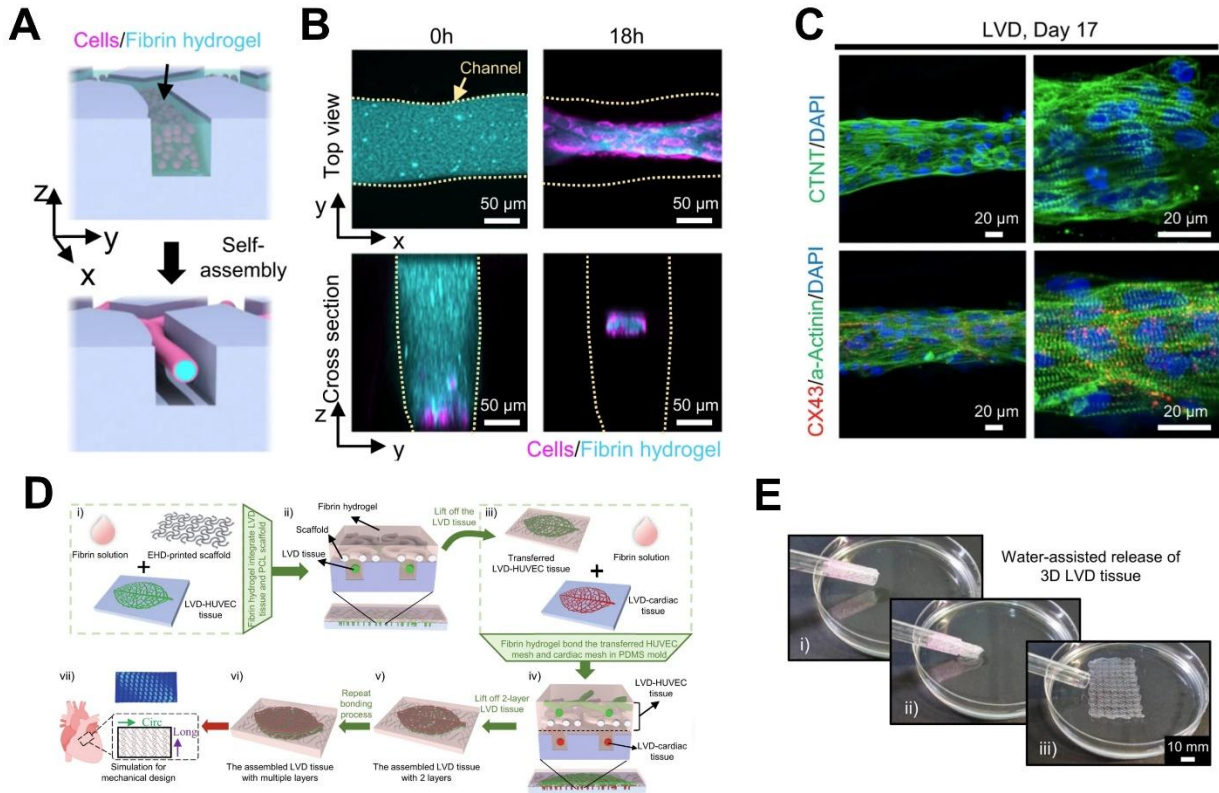 A
Cells/Fibrin hydrogel
z
y
x
Self-
assembly
B
0h
18h
Channel
Top view
50 µm
50 µm
y
x
Cross section
50 µm
50 µm
z
y
Cells/Fibrin hydrogel
C
LVD, Day 17
CTNT/DAPI
20 µm
20 µm
CX43/a-Actinin/DAPI
20 µm
20 µm
D
i)
Fibrin solution
EHD-printed scaffold
+
LVD-HUVEC
tissue
Fibrin hydrogel integrate LVD
tissue and PCL scaffold
ii)
Fibrin hydrogel
Scaffold
LVD tissue
Lift off the
LVD tissue
iii)
Transferred
LVD-HUVEC tissue
Fibrin solution
+
LVD-cardiac
tissue
Fibrin hydrogel bond the transferred HUVEC
mesh and cardiac mesh in PDMS mold
iv)
LVD-HUVEC
tissue
LVD-cardiac
tissue
Lift off 2-layer
LVD tissue
v)
The assembled LVD tissue
with 2 layers
Repeat
bonding
process
vi)
The assembled LVD tissue
with multiple layers
vii)
Circ
Long
Simulation for
mechanical design
E
Water-assisted release of
3D LVD tissue
i)
ii)
iii)
10 mm